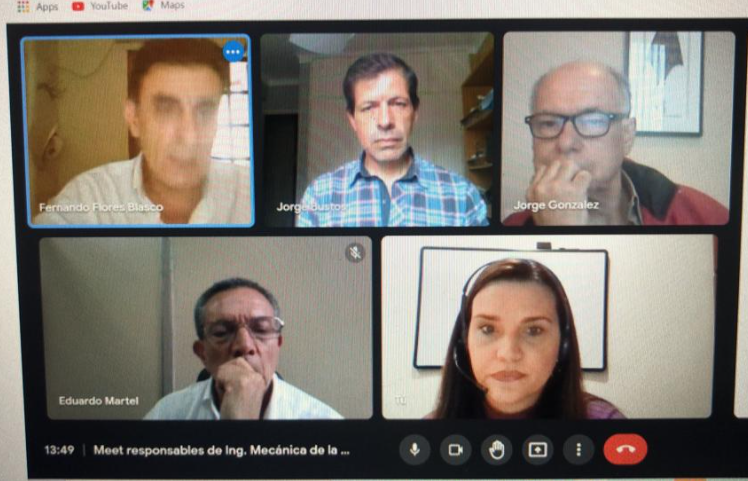 Apps YouTube Maps
Fernando Flores Blasco
Jorge Bustos
Jorge Gonzalez
Eduardo Martel
13:49 | Meet responsables de Ing. Mecánica de la ...